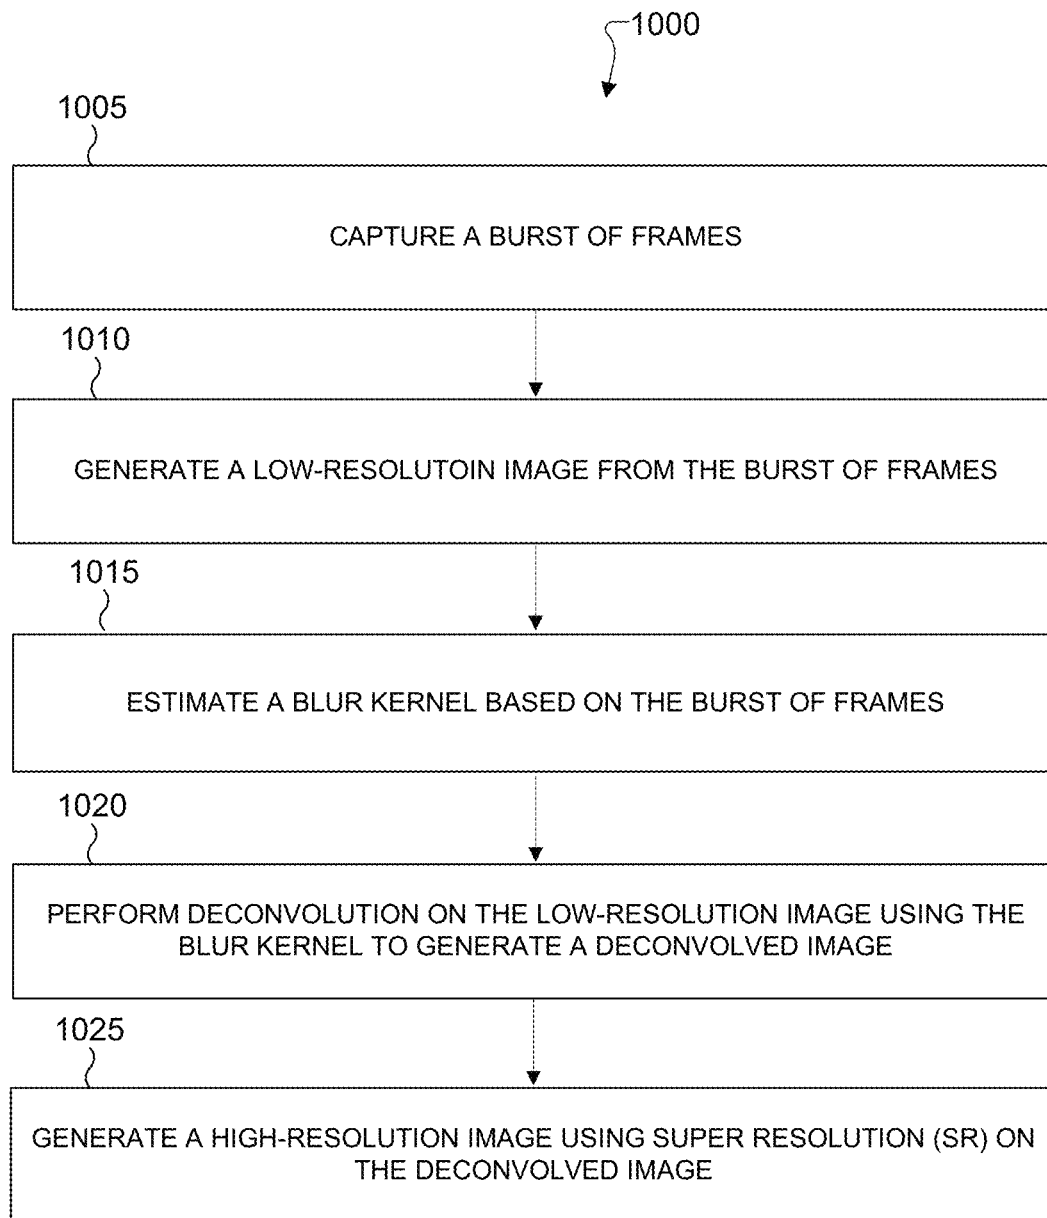 1000
1005
CAPTURE A BURST OF FRAMES
1010
GENERATE A LOW-RESOLUTOIN IMAGE FROM THE BURST OF FRAMES
1015
ESTIMATE A BLUR KERNEL BASED ON THE BURST OF FRAMES
1020
PERFORM DECONVOLUTION ON THE LOW-RESOLUTION IMAGE USING THE
BLUR KERNEL TO GENERATE A DECONVOLVED IMAGE
1025
GENERATE A HIGH-RESOLUTION IMAGE USING SUPER RESOLUTION (SR) ON
THE DECONVOLVED IMAGE